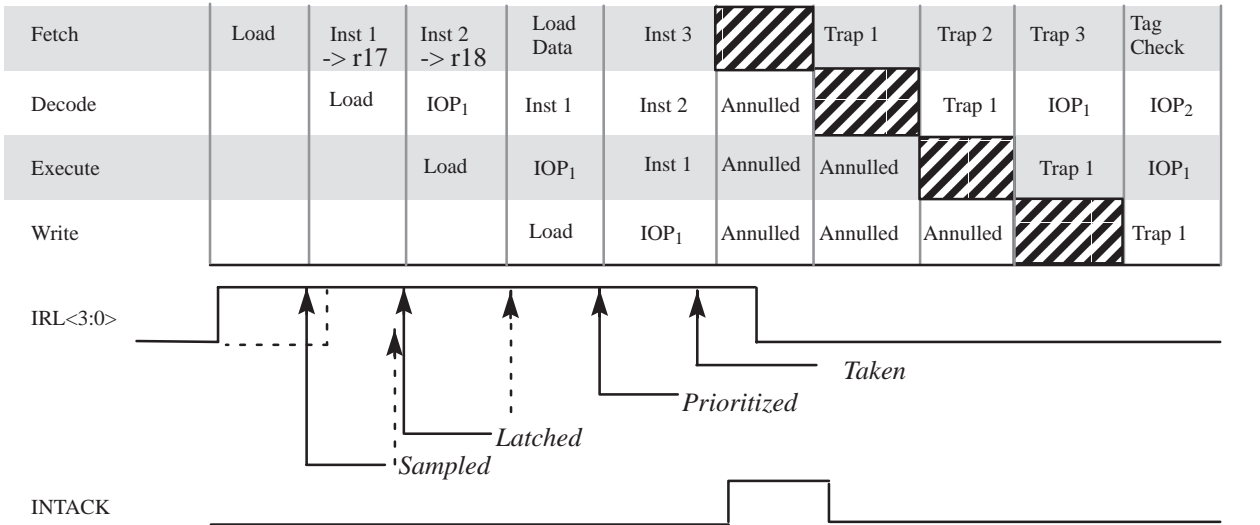 Fetch Load Inst 1 Inst 2 Load Inst 3 Trap 1 Trap 2 Trap 3 Tag
-> r17 -> r18 Data Check
Decode Load IOP1 Inst 1 Inst 2 Annulled Trap 1 IOP1 IOP2
Execute Load IOP1 Inst 1 Annulled Annulled Trap 1 IOP1
Write Load IOP1 Annulled Annulled Annulled Trap 1
IRL<3:0>
Taken
Prioritized
Latched
Sampled
INTACK